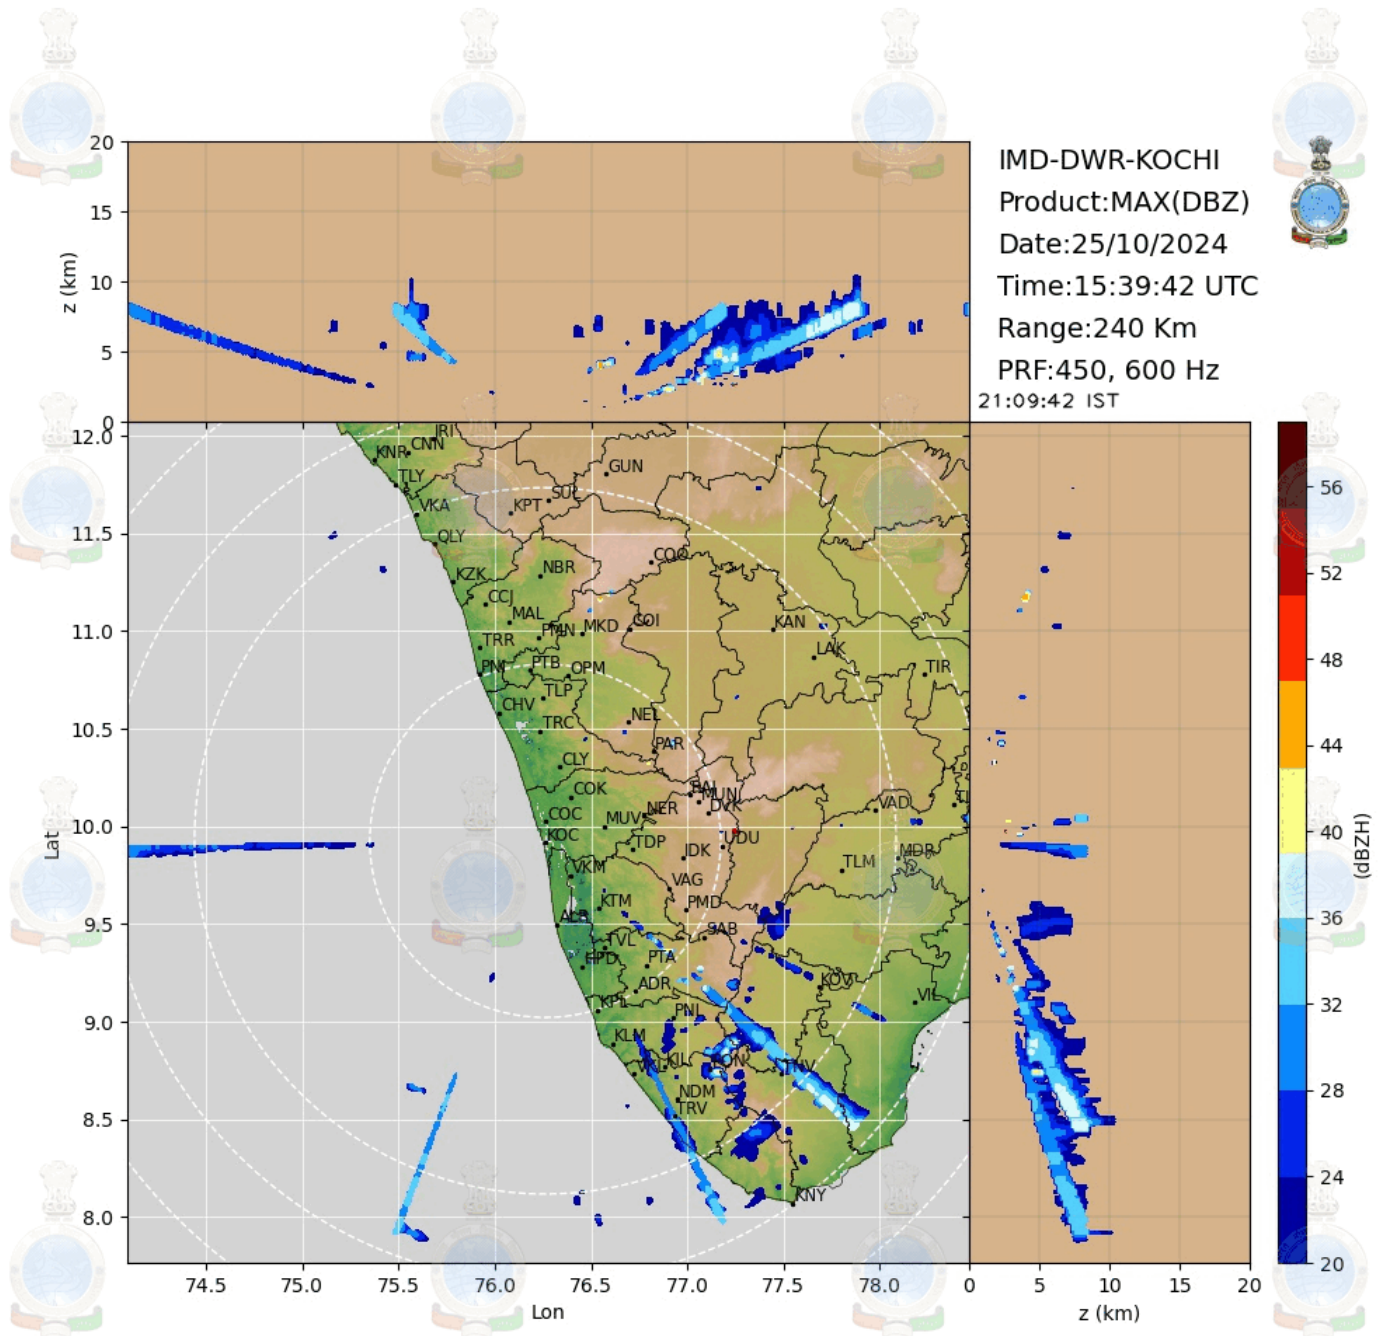 IMD-DWR-KOCHI
Product:MAX(DBZ)
Date:25/10/2024
Time:15:39:42 UTC
Range:240 Km
PRF:450, 600 Hz
21:09:42 IST
20
15
10
5
0
z (km)
12.0
11.5
11.0
10.5
10.0
9.5
9.0
8.5
8.0
Lat
IRI
CNN
KNR
TLY
GUN
SUL
KPT
VKA
QLY
COO
NBR
KZK
CCJ
MAL
PMN
MKD
COI
KAN
TRR
LAK
PNI
PTB
OPM
TIR
TLP
CHV
TRC
NEL
PAR
CLY
COK
MUN
DVK
NER
VAD
COC
MUV
KOC
TDP
UDU
IDK
TLM
MDR
VKM
VAG
KTM
PMD
ALP
SAB
TVL
HPD
PTA
ADR
KOV
VIL
KPL
PNL
KLM
KIL
KON
TNV
NDM
TRV
KNY
74.5 75.0 75.5 76.0 76.5 77.0 77.5 78.0
Lon
0 5 10 15 20
z (km)
56
52
48
44
40
36
32
28
24
20
(dBZH)